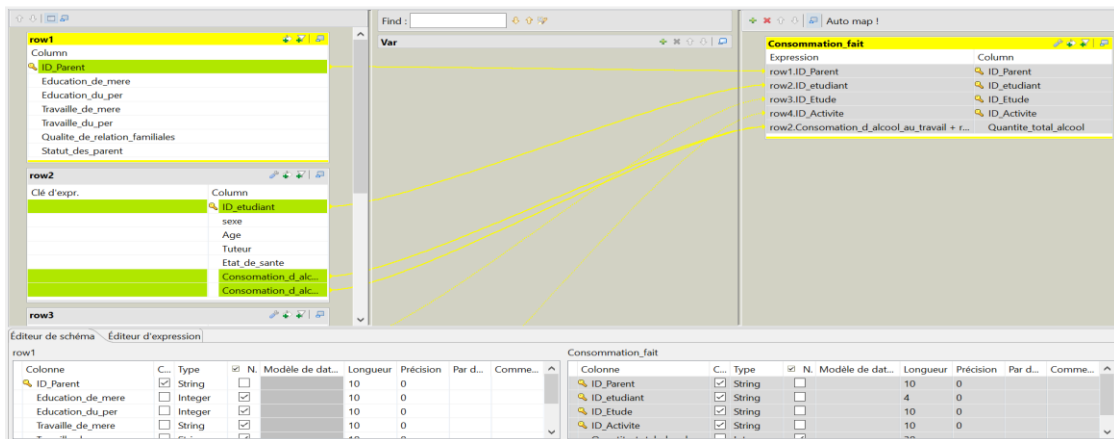 Find :
Auto map !
row1
Column
ID_Parent
Education_de_mere
Education_du_per
Travaille_de_mere
Travaille_du_per
Qualite_de_relation_familiales
Statut_des_parent
row2
Clé d'expr. Column
ID_etudiant
sexe
Age
Tuteur
Etat_de_sante
Consomation_d_alc...
Consomation_d_alc...
row3
Var
Consommation_fait
Expression Column
row1.ID_Parent ID_Parent
row2.ID_etudiant ID_etudiant
row3.ID_Etude ID_Etude
row4.ID_Activite ID_Activite
row2.Consomation_d_alcool_au_travail + r... Quantite_total_alcool
Éditeur de schéma Éditeur d'expression
row1
Colonne C... Type N. Modèle de dat... Longueur Précision Par d... Comme...
ID_Parent String 10 0
Education_de_mere Integer 10 0
Education_du_per Integer 10 0
Travaille_de_mere String 10 0
Consommation_fait
Colonne C... Type N. Modèle de dat... Longueur Précision Par d... Comme...
ID_Parent String 10 0
ID_etudiant String 4 0
ID_Etude String 10 0
ID_Activite String 10 0